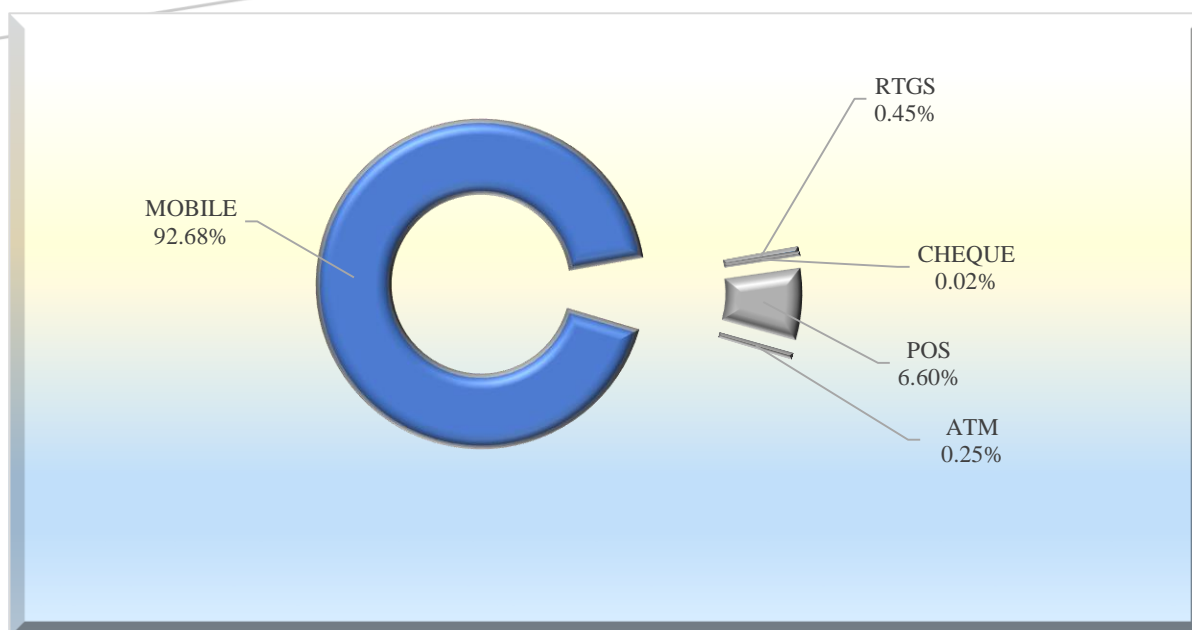 RTGS
0.45%
MOBILE
92.68%
CHEQUE
0.02%
POS
6.60%
ATM
0.25%